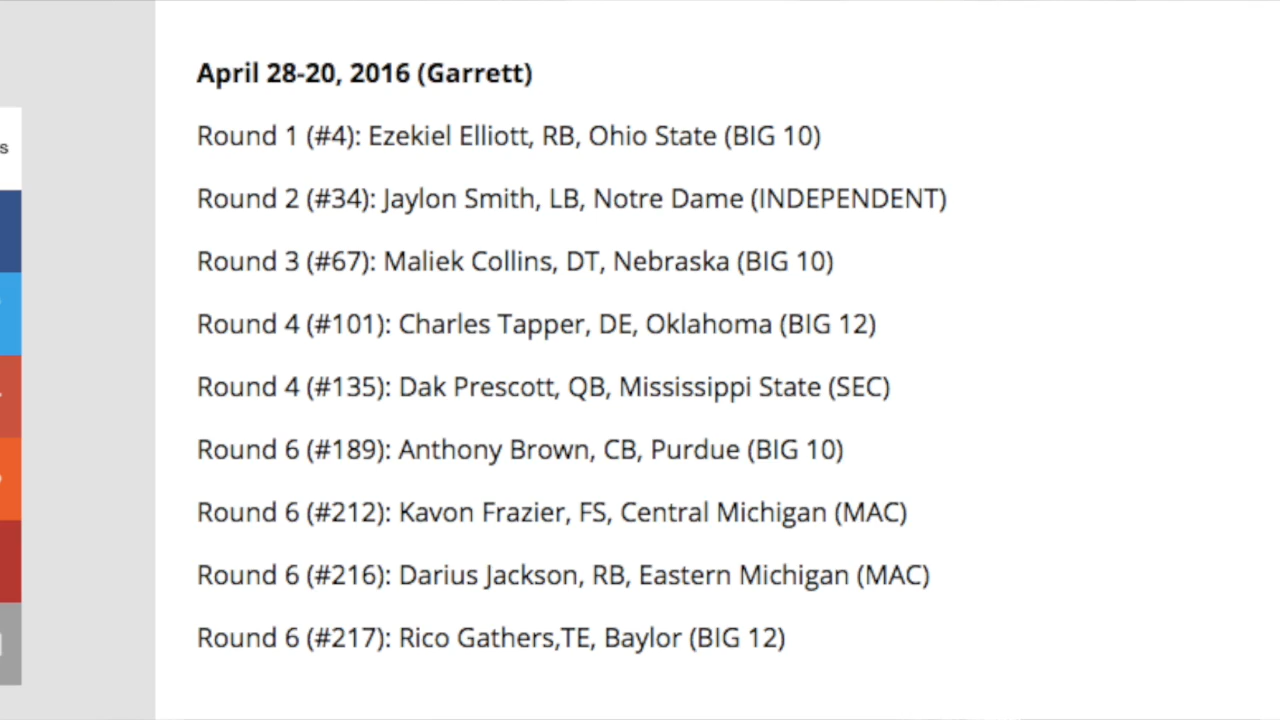 April 28-20, 2016 (Garrett)
s
Round 1 (#4): Ezekiel Elliott, RB, Ohio State (BIG 10)
Round 2 (#34): Jaylon Smith, LB, Notre Dame (INDEPENDENT)
Round 3 (#67): Maliek Collins, DT, Nebraska (BIG 10)
Round 4 (#101): Charles Tapper, DE, Oklahoma (BIG 12)
Round 4 (#135): Dak Prescott, QB, Mississippi State (SEC)
Round 6 (#189): Anthony Brown, CB, Purdue (BIG 10)
Round 6 (#212): Kavon Frazier, FS, Central Michigan (MAC)
Round 6 (#216): Darius Jackson, RB, Eastern Michigan (MAC)
Round 6 (#217): Rico Gathers,TE, Baylor (BIG 12)